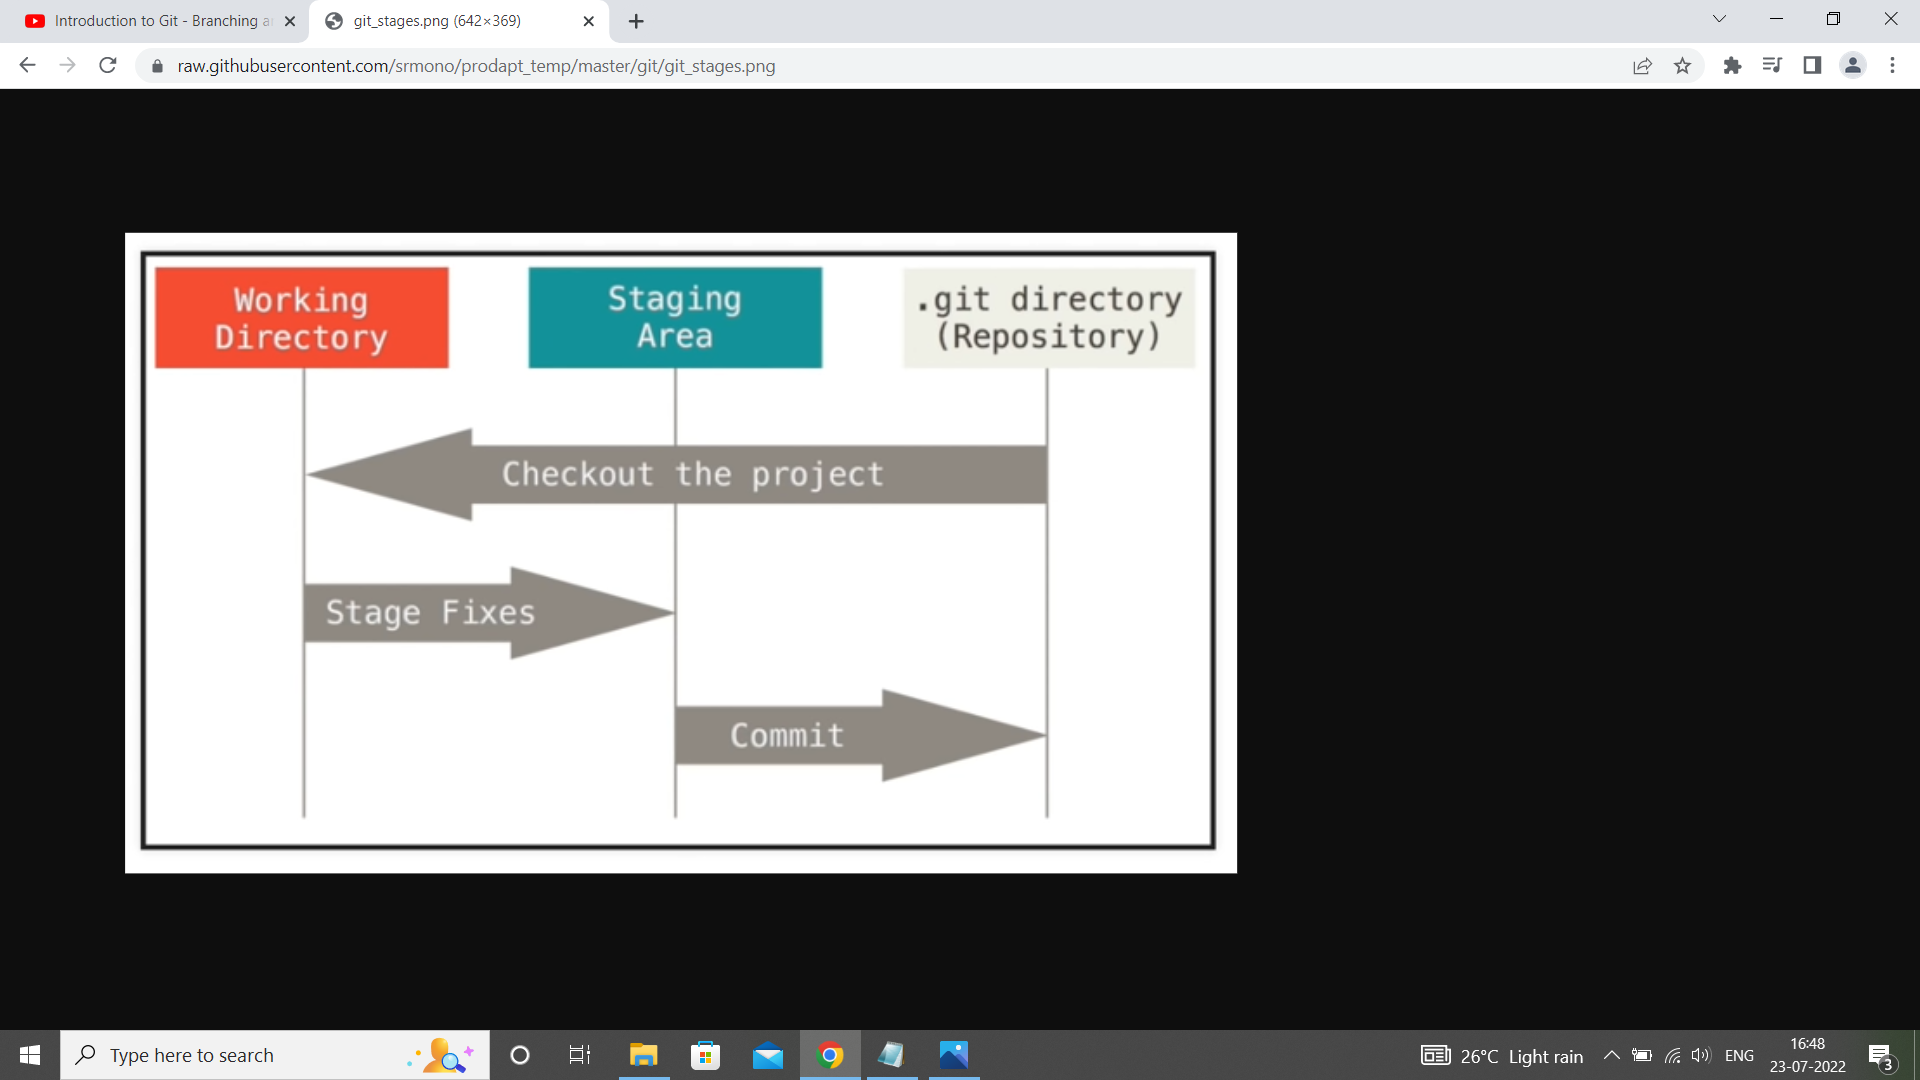 Introduction to Git - Branching
git_stages.png (642×369)
raw.githubusercontent.com/srmono/prodapt_temp/master/git/git_stages.png
Working
Directory
Staging
Area
.git directory
(Repository)
Checkout the project
Stage Fixes
Commit
Type here to search
26°C Light rain
ENG
16:48
23-07-2022
3